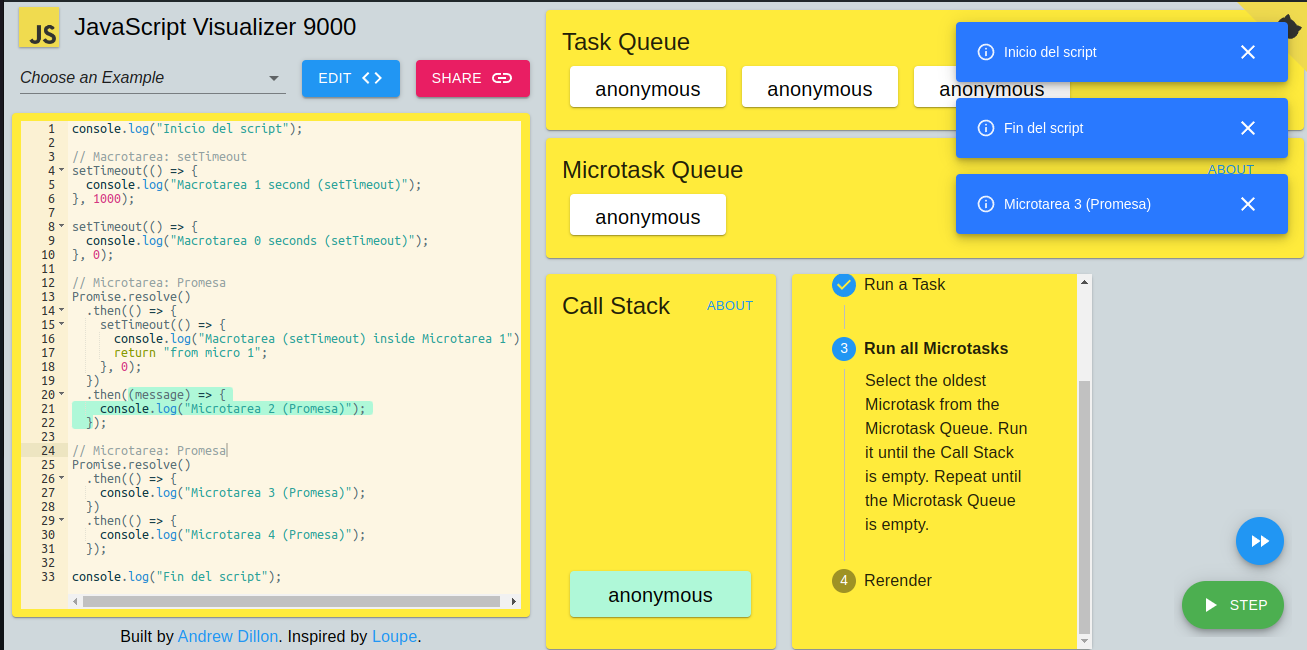 JS
JavaScript Visualizer 9000
Choose an Example
EDIT
SHARE
1 console.log("Inicio del script");
2
3 // Macrotarea: setTimeout
4 setTimeout(() => {
5 console.log("Macrotarea 1 second (setTimeout)");
6 }, 1000);
7
8 setTimeout(() => {
9 console.log("Macrotarea 0 seconds (setTimeout)");
10 }, 0);
11
12 // Microtarea: Promesa
13 Promise.resolve()
14 .then(() => {
15 setTimeout(() => {
16 console.log("Macrotarea (setTimeout) inside Microtarea 1")
17 return "from micro 1";
18 }, 0);
19 })
20 .then((message) => {
21 console.log("Microtarea 2 (Promesa)");
22 });
23
24 // Microtarea: Promesa
25 Promise.resolve()
26 .then(() => {
27 console.log("Microtarea 3 (Promesa)");
28 })
29 .then(() => {
30 console.log("Microtarea 4 (Promesa)");
31 });
32
33 console.log("Fin del script");
Built by Andrew Dillon. Inspired by Loupe.
Task Queue
anonymous
anonymous
anonymous
Inicio del script
Fin del script
Microtarea 3 (Promesa)
Microtask Queue
ABOUT
anonymous
Call Stack
ABOUT
anonymous
Run a Task
3 Run all Microtasks
Select the oldest
Microtask from the
Microtask Queue. Run
it until the Call Stack
is empty. Repeat until
the Microtask Queue
is empty.
4 Rerender
STEP